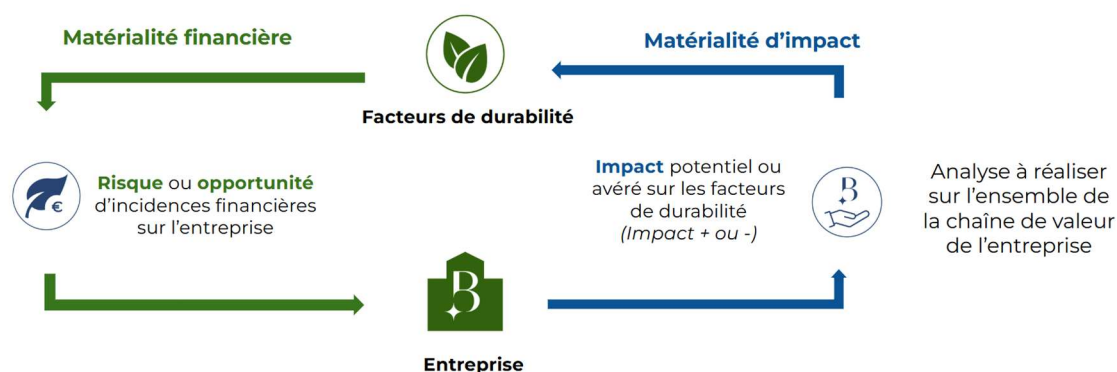 Matérialité financière
Matérialité d'impact
Facteurs de durabilité
Risque ou opportunité
d'incidences financières
sur l'entreprise
€
Impact potentiel ou
avéré sur les facteurs
de durabilité
(Impact + ou -)
B
Analyse à réaliser
sur l'ensemble de
la chaîne de valeur
de l'entreprise
B
Entreprise